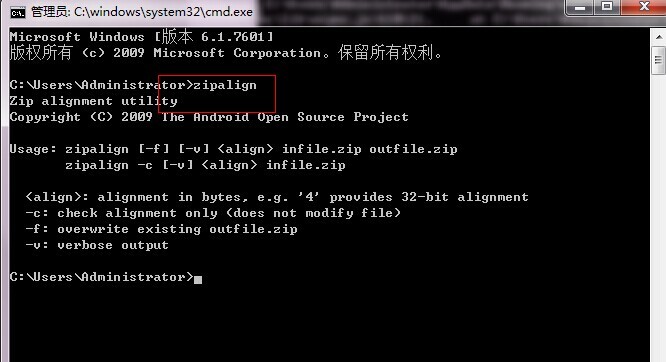 管理员: C:\windows\system32\cmd.exe
Microsoft Windows [版本 6.1.7601]
版权所有 (c) 2009 Microsoft Corporation。保留所有权利。
C:\Users\Administrator>zipalign
Zip alignment utility
Copyright (C) 2009 The Android Open Source Project
Usage: zipalign [-f] [-v] <align> infile.zip outfile.zip
zipalign -c [-v] <align> infile.zip
<align>: alignment in bytes, e.g. '4' provides 32-bit alignment
-c: check alignment only (does not modify file)
-f: overwrite existing outfile.zip
-v: verbose output
C:\Users\Administrator>